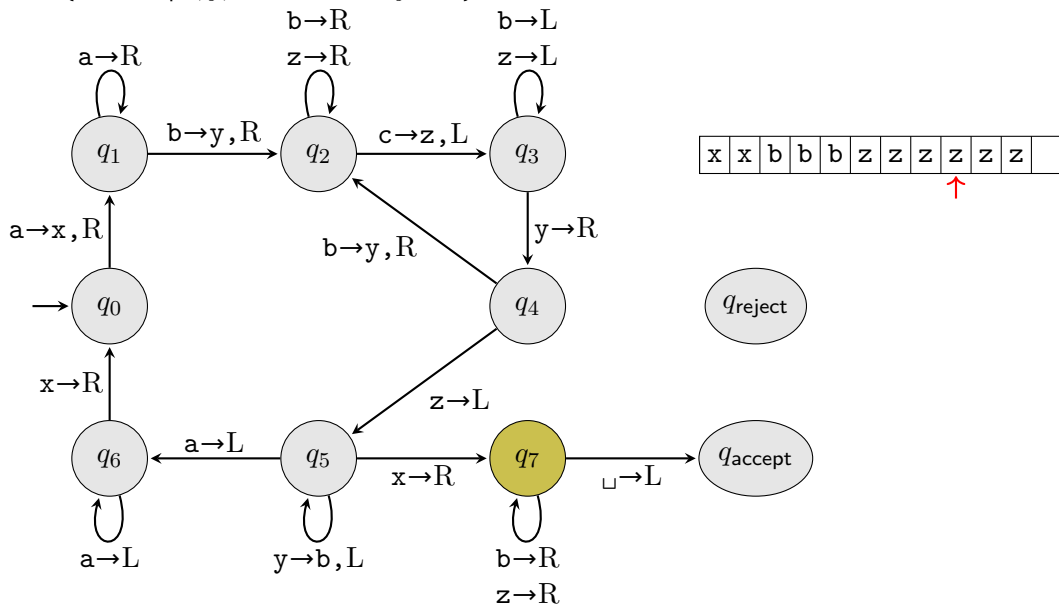 b→R b→L
a→R z→R z→L
q1 b→y,R q2 c→z,L q3 x x b b b z z z z z z
a→x,R b→y,R y→R
q0 q4 qreject
x→R z→L
q6 a→L q5 x→R q7 ␣→L qaccept
a→L y→b,L b→R
z→R